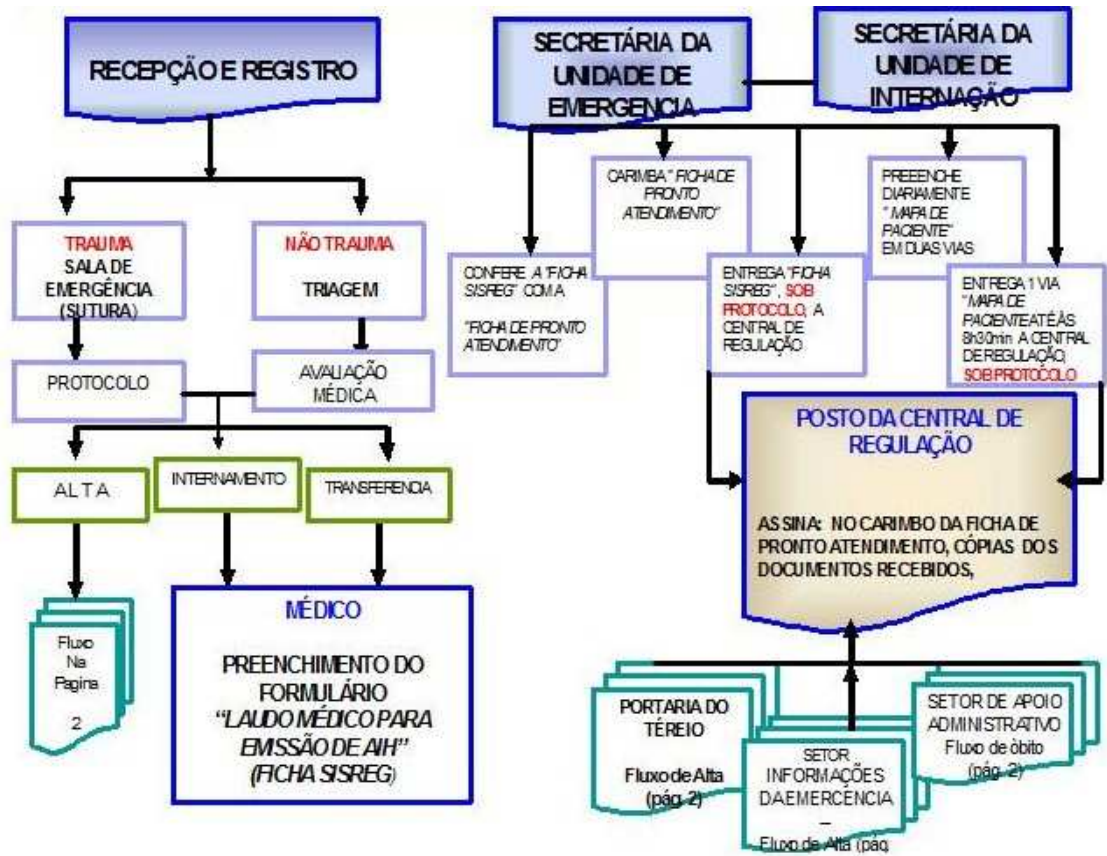 RECEPÇÃO E REGISTRO
TRAUMA
SALA DE
EMERGÊNCIA
(SUTURA)
NÃO TRAUMA
TRIAGEM
PROTOCOLO
AVALIAÇÃO
MÉDICA
A L T A
INTERNAMENTO
TRANSFERENCIA
Fluxo
Na
Pagina
2
MÉDICO
PREENCHIMENTO DO
FORMULÁRIO
“LAUDO MÉDICO PARA
EMISSÃO DE AIH”
(FICHA SISREG)
SECRETÁRIA DA
UNIDADE DE
EMERGENCIA
SECRETÁRIA DA
UNIDADE DE
INTERNAÇÃO
CONFERE A “FICHA
SISREG” COM A
“FICHA DE PRONTO
ATENDIMENTO”
CARIMBA “ FICHA DE
PRONTO
ATENDIMENTO”
ENTREGA “FICHA
SISREG”, SOB
PROTOCOLO, A
CENTRAL DE
REGULAÇÃO
PREEENCHE
DIARIAMENTE
“ MAPA DE
PACIENTE”
EM DUAS VIAS
ENTREGA 1 VIA
“MAPA DE
PACIENTE ATÉ ÀS
8h30min A CENTRAL
DE REGULAÇÃO,
SOB PROTOCOLO
POSTO DA CENTRAL DE
REGULAÇÃO
ASSINA: NO CARIMBO DA FICHA DE
PRONTO ATENDIMENTO, CÓPIAS DOS
DOCUMENTOS RECEBIDOS,
PORTARIA DO
TÉREIO
Fluxo de Alta
(pág. 2)
SETOR
INFORMAÇÕES
DA EMERCENCIA
–
Fluxo de Alta (pág
SETOR DE APOIO
ADMINISTRATIVO
Fluxo de òbito
(pág. 2)